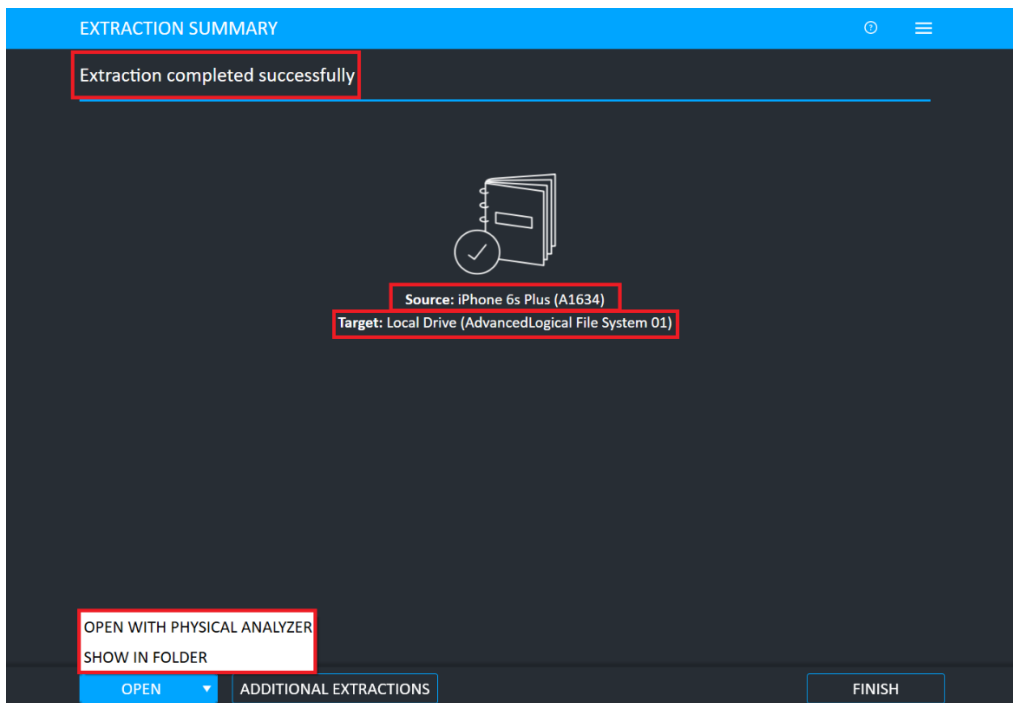 EXTRACTION SUMMARY
Extraction completed successfully
Source: iPhone 6s Plus (A1634)
Target: Local Drive (AdvancedLogical File System 01)
OPEN WITH PHYSICAL ANALYZER
SHOW IN FOLDER
OPEN ADDITIONAL EXTRACTIONS FINISH